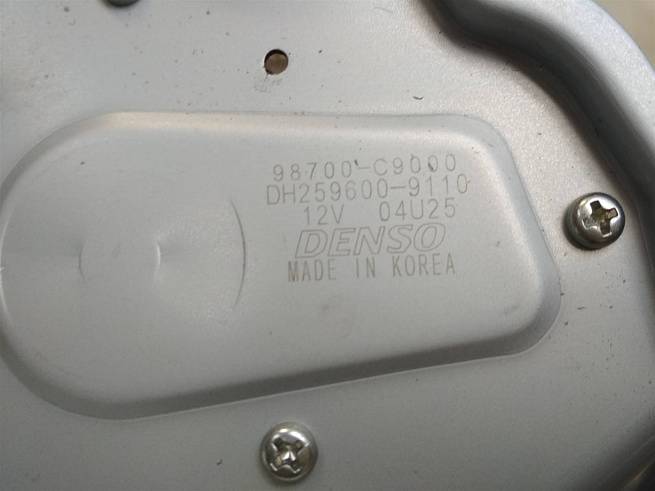 98700-C9000
DH259600-9110
12V 04U25
DENSO
MADE IN KOREA